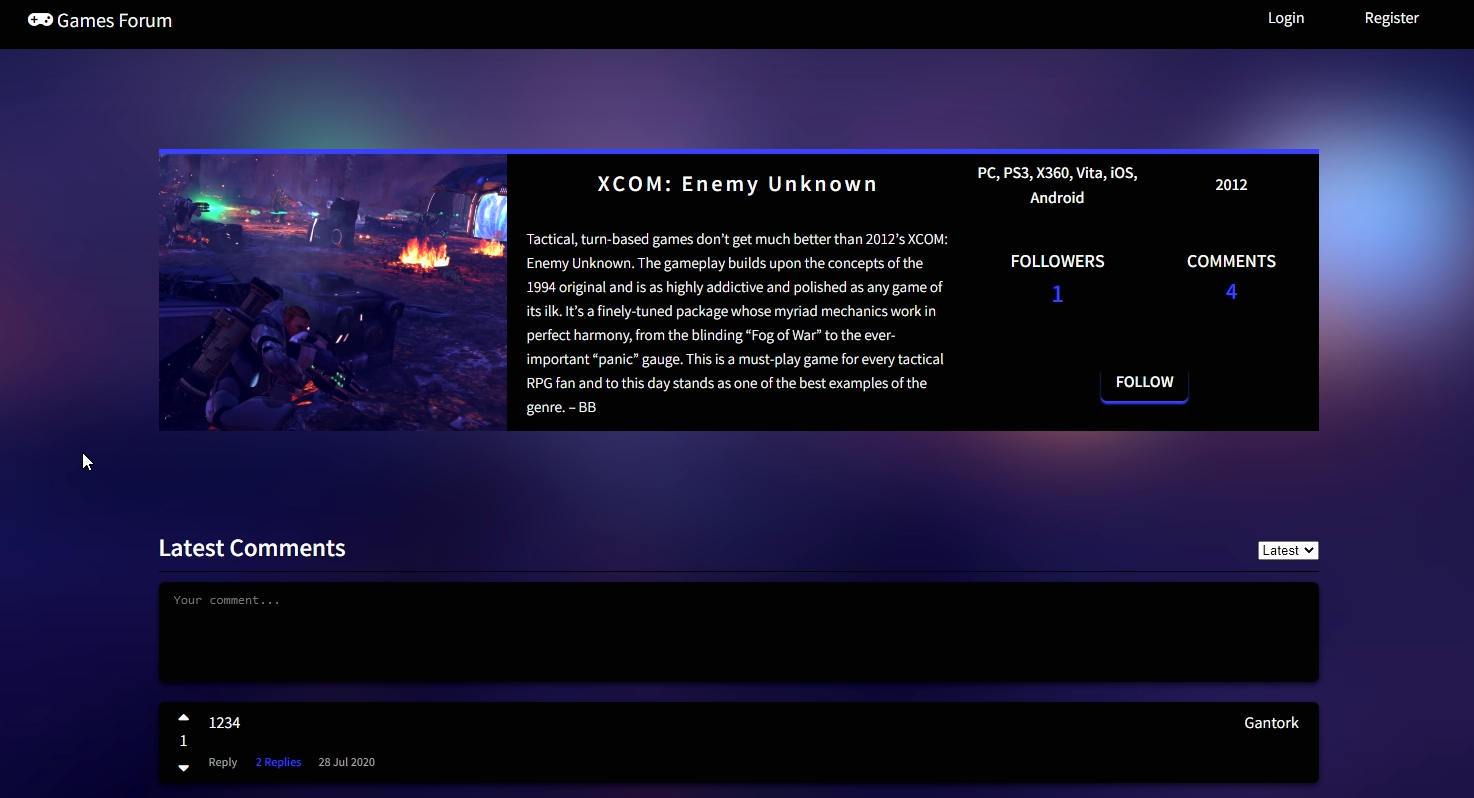 Games Forum
Login
Register
XCOM: Enemy Unknown
PC, PS3, X360, Vita, iOS,
Android
2012
Tactical, turn-based games don’t get much better than 2012’s XCOM:
Enemy Unknown. The gameplay builds upon the concepts of the
1994 original and is as highly addictive and polished as any game of
its ilk. It’s a finely-tuned package whose myriad mechanics work in
perfect harmony, from the blinding “Fog of War” to the ever-
important “panic” gauge. This is a must-play game for every tactical
RPG fan and to this day stands as one of the best examples of the
genre. – BB
FOLLOWERS
1
COMMENTS
4
FOLLOW
Latest Comments
Latest
Your comment...
1
1234
Gantork
Reply
2 Replies
28 Jul 2020